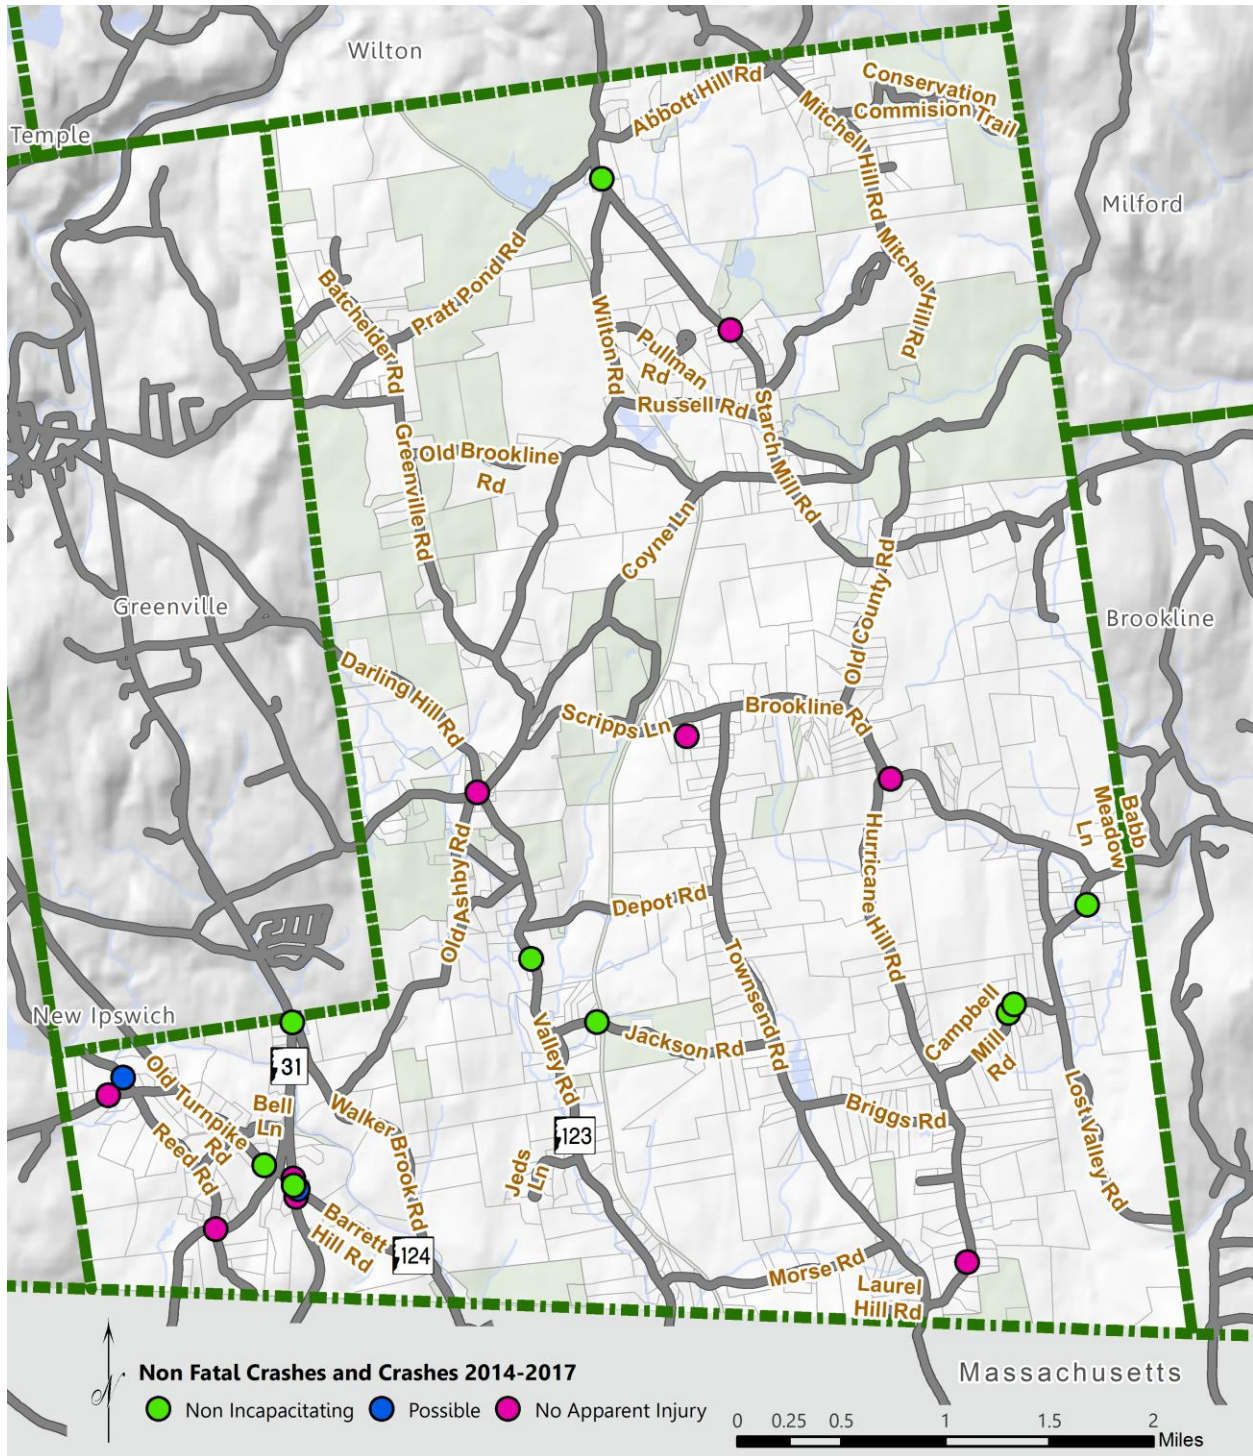 Wilton
Temple
Abbott Hill Rd
Conservation
Commision Trail
Mitchell Hill Rd
Milford
Mitchel Hill Rd
Batchelder Rd
Pratt Pond Rd
Wilton Rd
Pullman
Rd
Russell Rd
Starch Mill Rd
Greenville Rd
Old Brookline
Rd
Coyne Ln
Greenville
Old County Rd
Brookline
Darling Hill Rd
Scripps Ln
Brookline Rd
Babb
Meadow
Ln
Old Ashby Rd
Depot Rd
Hurricane Hill Rd
Townsend Rd
New Ipswich
Valley Rd
Jackson Rd
Campbell
Mill
Rd
31
Old Turnpike
Rd
Bell
Ln
Walker Brook Rd
Reed Rd
123
Briggs Rd
Lost Valley Rd
Jeds
Ln
Barrett
Hill Rd
124
Morse Rd
Laurel
Hill Rd
N
Massachusetts
Non Fatal Crashes and Crashes 2014-2017
Non Incapacitating Possible No Apparent Injury
0 0.25 0.5 1 1.5 2
Miles